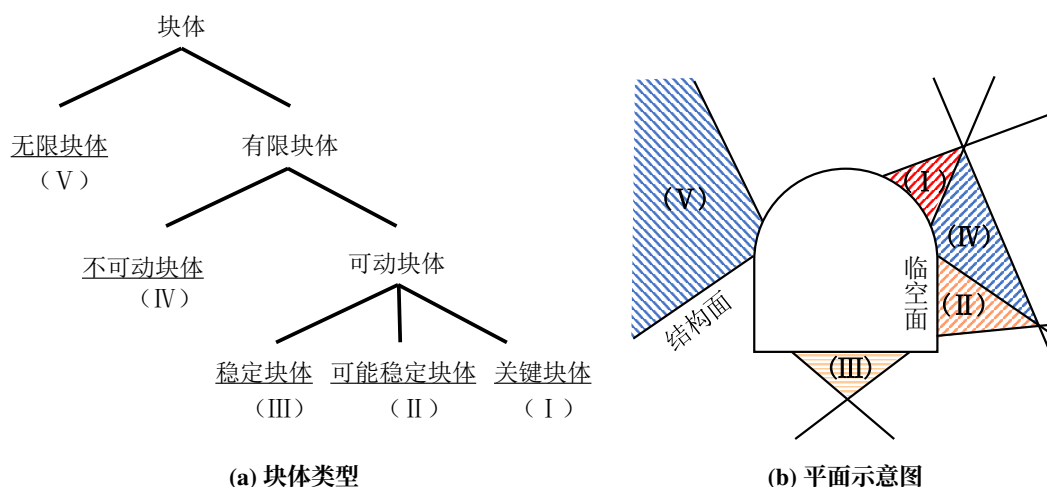 块体
无限块体
（Ⅴ）
有限块体
不可动块体
（Ⅳ）
可动块体
稳定块体
（Ⅲ）
可能稳定块体
（Ⅱ）
关键块体
（Ⅰ）
(a) 块体类型
(Ⅴ)
(Ⅰ)
(Ⅳ)
(Ⅱ)
(Ⅲ)
临空面
结构面
(b) 平面示意图